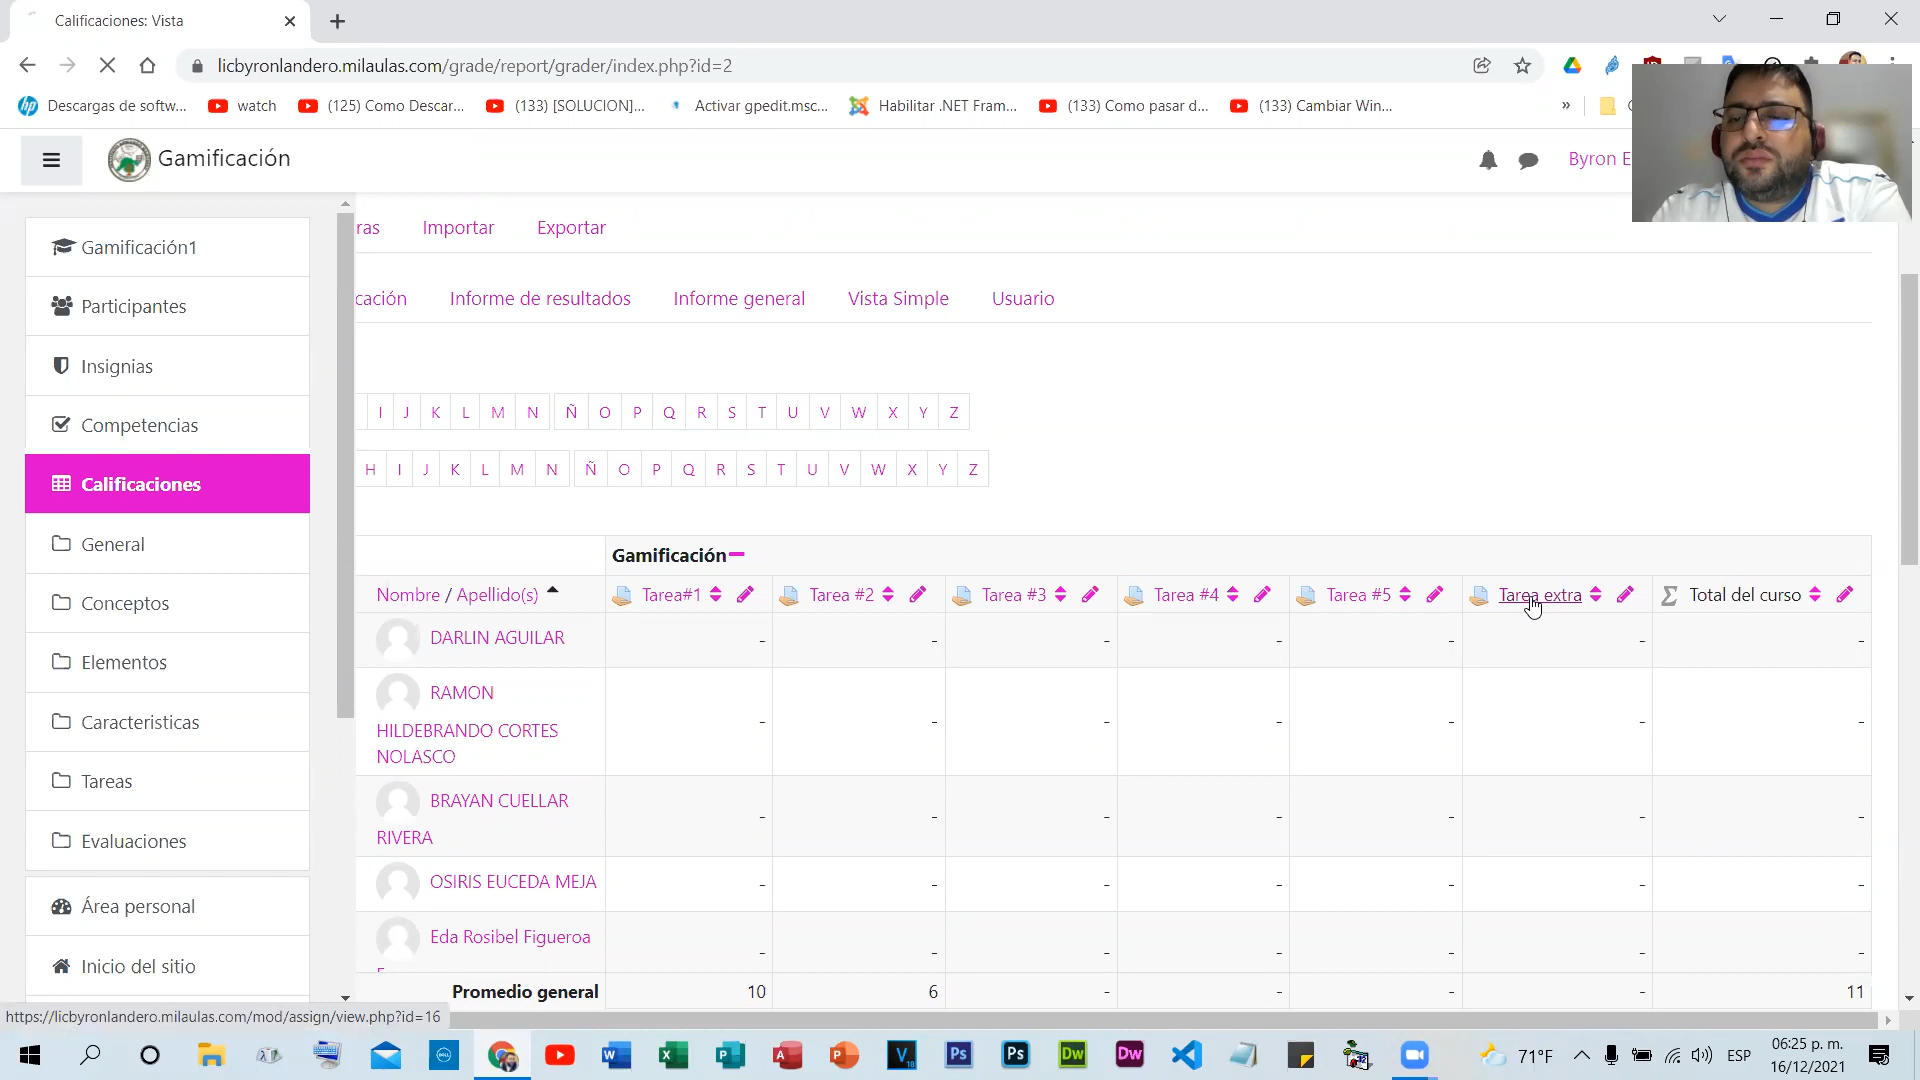 Calificaciones: Vista
licbyronlandero.milaulas.com/grade/report/grader/index.php?id=2
Descargas de softw...
watch
(125) Como Descar...
(133) [SOLUCION]...
Activar gpedit.msc...
Habilitar .NET Fram...
(133) Como pasar d...
(133) Cambiar Win...
»
Gamificación
Byron E
Gamificación1
Participantes
Insignias
Competencias
Calificaciones
General
Conceptos
Elementos
Caracteristicas
Tareas
Evaluaciones
Área personal
Inicio del sitio
ras Importar Exportar
cación Informe de resultados Informe general Vista Simple Usuario
I J K L M N Ñ O P Q R S T U V W X Y Z
H I J K L M N Ñ O P Q R S T U V W X Y Z
Gamificación
Nombre / Apellido(s) Tarea#1 Tarea #2 Tarea #3 Tarea #4 Tarea #5 Tarea extra Σ Total del curso
DARLIN AGUILAR - - - - - - -
RAMON
HILDEBRANDO CORTES
NOLASCO
- - - - - - -
BRAYAN CUELLAR
RIVERA
- - - - - - -
OSIRIS EUCEDA MEJA - - - - - - -
Eda Rosibel Figueroa
- - - - - - -
Promedio general 10 6 - - - - 11
https://licbyronlandero.milaulas.com/mod/assign/view.php?id=16
71°F
ESP
06:25 p. m.
16/12/2021